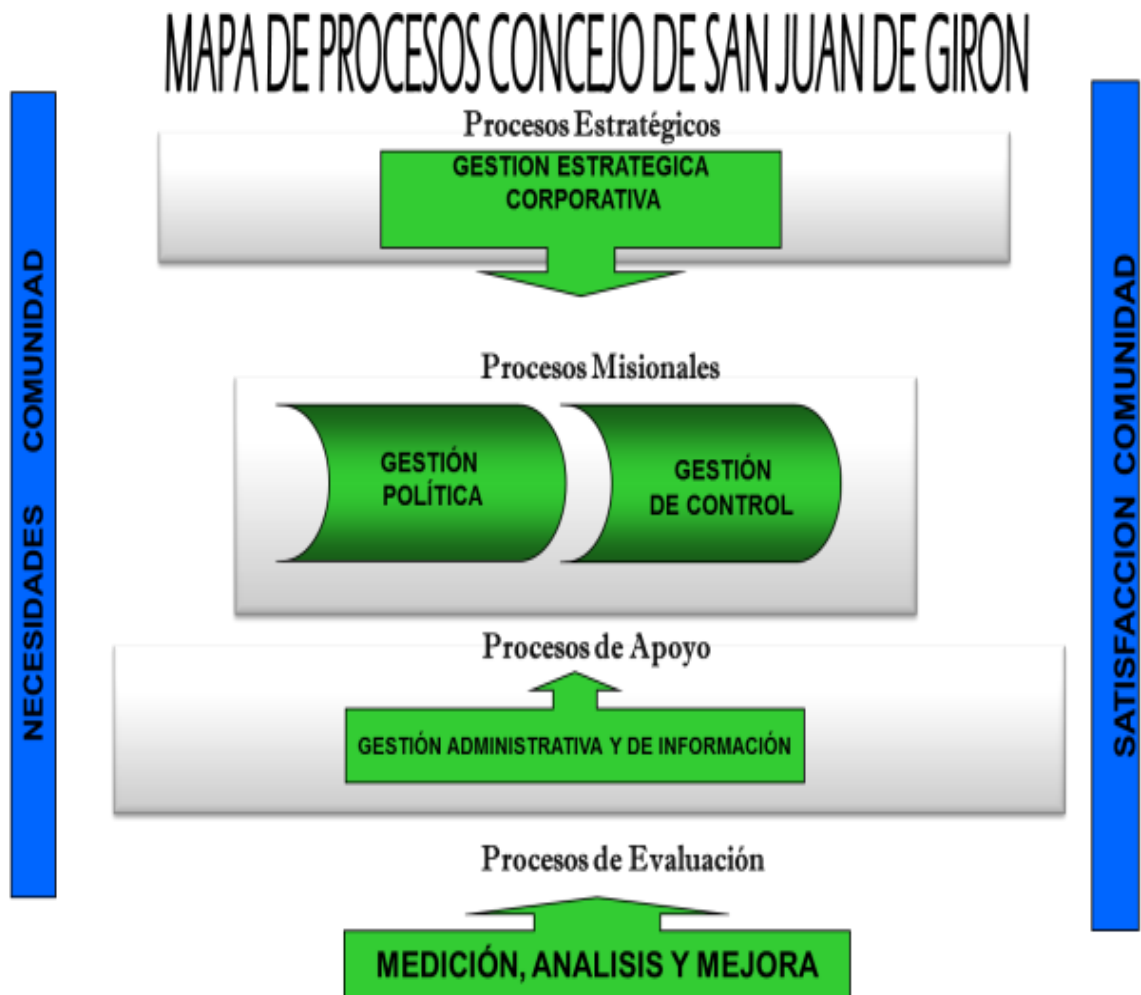 MAPA DE PROCESOS CONCEJO DE SAN JUAN DE GIRON
Procesos Estratégicos
GESTION ESTRATEGICA
CORPORATIVA
NECESIDADES COMUNIDAD
Procesos Misionales
GESTIÓN
POLÍTICA
GESTIÓN
DE CONTROL
SATISFACCION COMUNIDAD
Procesos de Apoyo
GESTIÓN ADMINISTRATIVA Y DE INFORMACIÓN
Procesos de Evaluación
MEDICIÓN, ANALISIS Y MEJORA